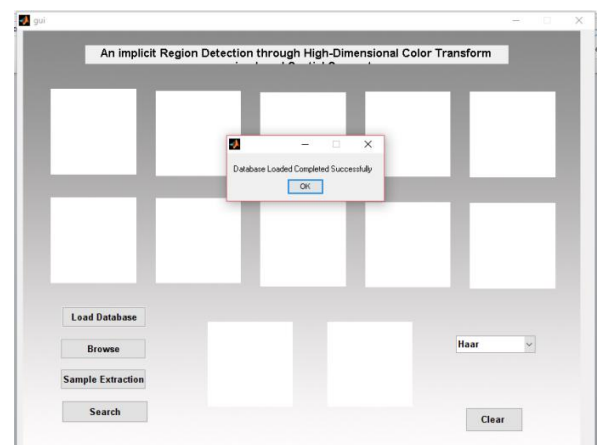 gui
An implicit Region Detection through High-Dimensional Color Transform
Database Loaded Completed Successfully
OK
Load Database
Browse
Sample Extraction
Search
Haar
Clear